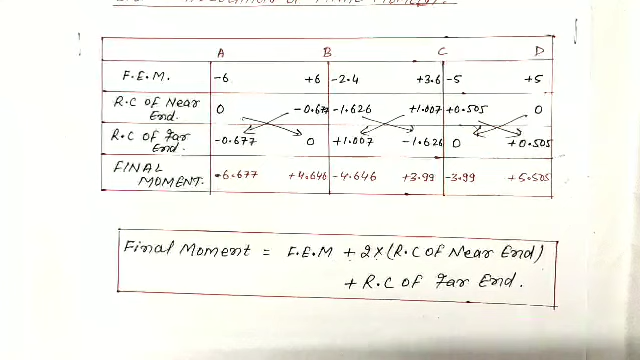 A B C D
F.E.M. -6 +6 -2.4 +3.6 -5 +5
R.C of Near End. 0 -0.677 -1.626 +1.007 +0.505 0
R.C of Far End. -0.677 0 +1.007 -1.626 0 +0.505
FINAL MOMENT. -6.677 +4.646 -4.646 +3.99 -3.99 +5.505
Final Moment = F.E.M + 2 × (R.C of Near End)
+ R.C of Far End.